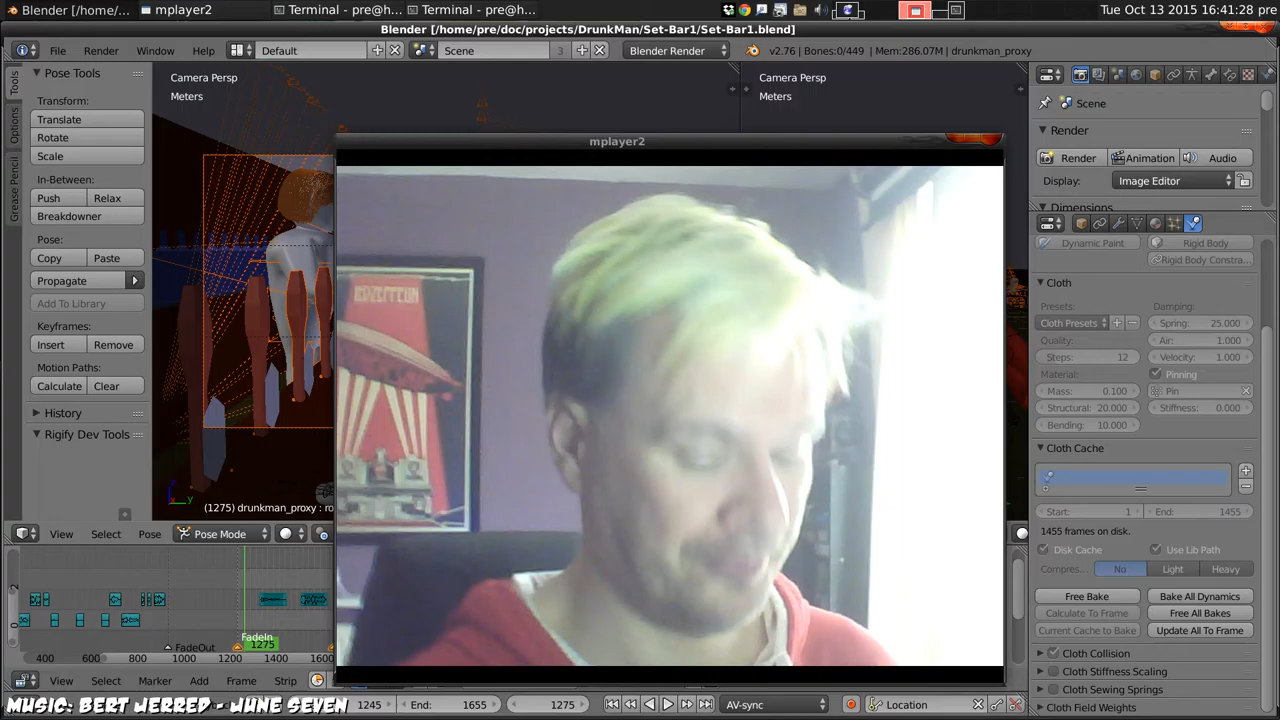 Blender [/home/...
mplayer2
Terminal - pre@h...
Terminal - pre@h...
Tue Oct 13 2015 16:41:28 pre
Blender [/home/pre/doc/projects/DrunkMan/Set-Bar1/Set-Bar1.blend]
File Render Window Help
Default
Scene
3
Blender Render
v2.76 | Bones:0/449 | Mem:286.07M | drunkman_proxy
Tools
Options
Grease Pencil
Pose Tools
Transform:
Translate
Rotate
Scale
In-Between:
Push Relax
Breakdowner
Pose:
Copy Paste
Propagate
Add To Library
Keyframes:
Insert Remove
Motion Paths:
Calculate Clear
History
Rigify Dev Tools
Camera Persp
Meters
Camera Persp
Meters
mplayer2
(1275) drunkman_proxy : ro
View Select Pose
Pose Mode
Scene
Render
Render Animation Audio
Display: Image Editor
Dimensions
Dynamic Paint Rigid Body
Rigid Body Constra...
Cloth
Presets: Damping:
Cloth Presets Spring: 25.000
Quality: Air: 1.000
Steps: 12 Velocity: 1.000
Material: Pinning
Mass: 0.100 Pin
Structural: 20.000 Stiffness: 0.000
Bending: 10.000
Cloth Cache
Start: 1 End: 1455
1455 frames on disk.
Disk Cache Use Lib Path
Compres... No Light Heavy
Free Bake Bake All Dynamics
Calculate To Frame Free All Bakes
Current Cache to Bake Update All To Frame
Cloth Collision
Cloth Stiffness Scaling
Cloth Sewing Springs
Cloth Field Weights
2
0
FadeOut
FadeIn
1275
400 600 800 1000 1200 1400 1600
View Select Marker Add Frame Strip
MUSIC: BERT JERRED - JUNE SEVEN
1245 End: 1655 1275
AV-sync
Location